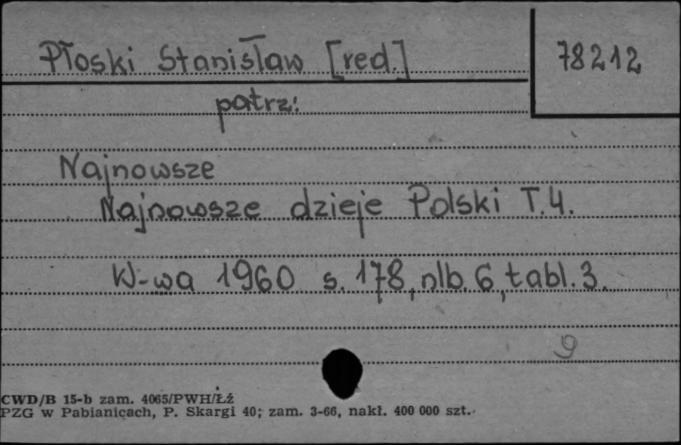 Płoski Stanisław [red.]
78212
patrz:
Najnowsze
Najnowsze dzieje Polski T.4.
W-wa 1960 s. 178, nlb. 6, tabl. 3.
9
CWD/B 15-b zam. 4065/PWH/Łź
PZG w Pabianicach, P. Skargi 40; zam. 3-66, nakł. 400 000 szt.